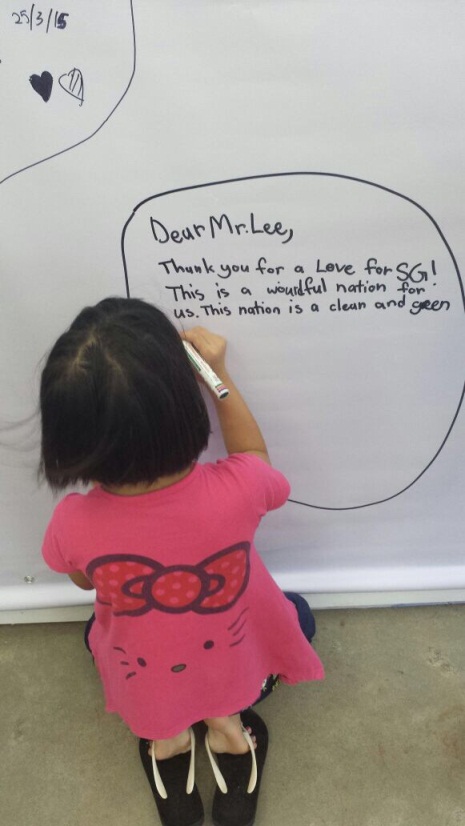 25/3/15
Dear Mr. Lee,
Thank you for a Love for SG!
This is a wourdful nation for
us. This nation is a clean and green